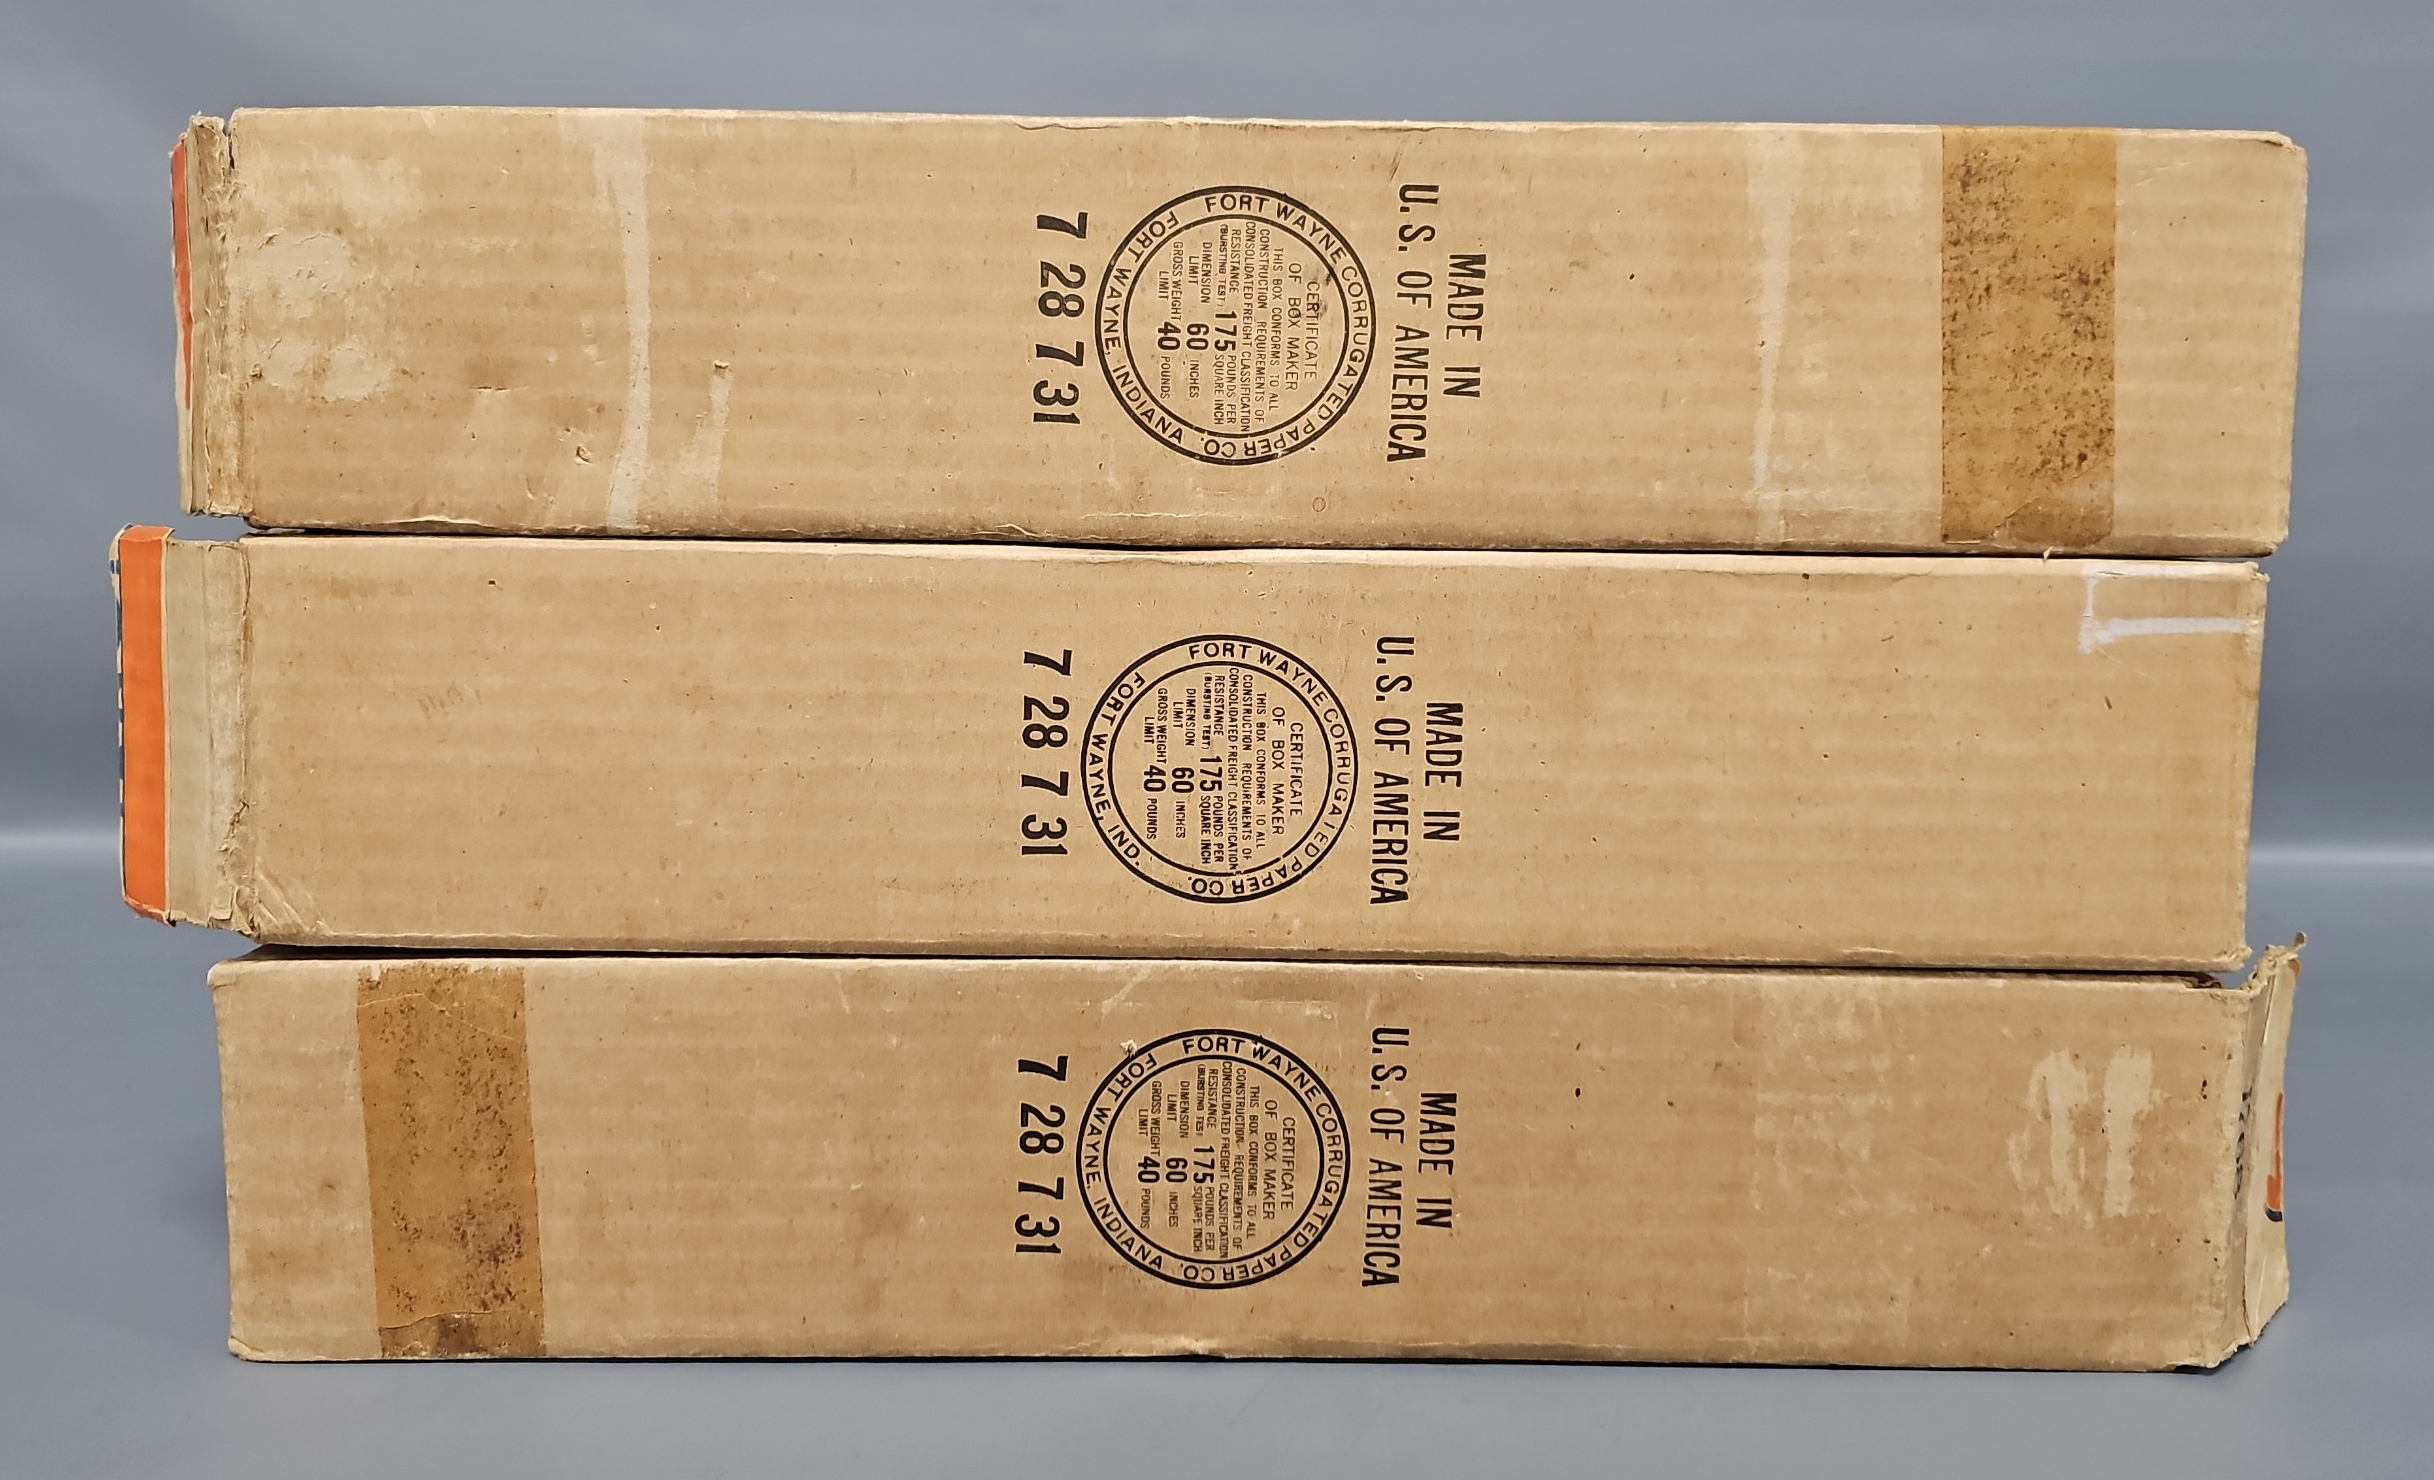 MADE IN
U.S. OF AMERICA
FORT WAYNE CORRUGATED PAPER CO.
FORT WAYNE, INDIANA
CERTIFICATE
OF BOX MAKER
THIS BOX CONFORMS TO ALL
CONSTRUCTION REQUIREMENTS OF
CONSOLIDATED FREIGHT CLASSIFICATION
RESISTANCE 175 POUNDS PER
(BURSTING TEST) SQUARE INCH
DIMENSION
LIMIT 60 INCHES
GROSS WEIGHT
LIMIT 40 POUNDS
7 28 7 31
MADE IN
U.S. OF AMERICA
FORT WAYNE CORRUGATED PAPER CO.
FORT WAYNE, IND.
CERTIFICATE
OF BOX MAKER
THIS BOX CONFORMS TO ALL
CONSTRUCTION REQUIREMENTS OF
CONSOLIDATED FREIGHT CLASSIFICATION
RESISTANCE 175 POUNDS PER
(BURSTING TEST) SQUARE INCH
DIMENSION
LIMIT 60 INCHES
GROSS WEIGHT
LIMIT 40 POUNDS
7 28 7 31
MADE IN
U.S. OF AMERICA
FORT WAYNE CORRUGATED PAPER CO.
FORT WAYNE, INDIANA
CERTIFICATE
OF BOX MAKER
THIS BOX CONFORMS TO ALL
CONSTRUCTION REQUIREMENTS OF
CONSOLIDATED FREIGHT CLASSIFICATION
RESISTANCE 175 POUNDS PER
(BURSTING TEST SQUARE INCH
DIMENSION
LIMIT 60 INCHES
GROSS WEIGHT
LIMIT 40 POUNDS
7 28 7 31